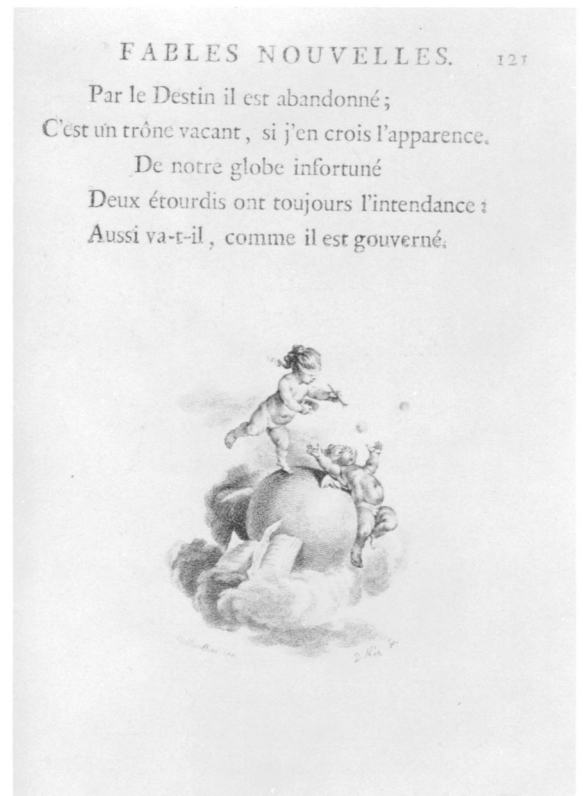 FABLES NOUVELLES. 121
Par le Destin il est abandonné;
C'est un trône vacant, si j'en crois l'apparence.
De notre globe infortuné
Deux étourdis ont toujours l'intendance:
Aussi va-t-il, comme il est gouverné.